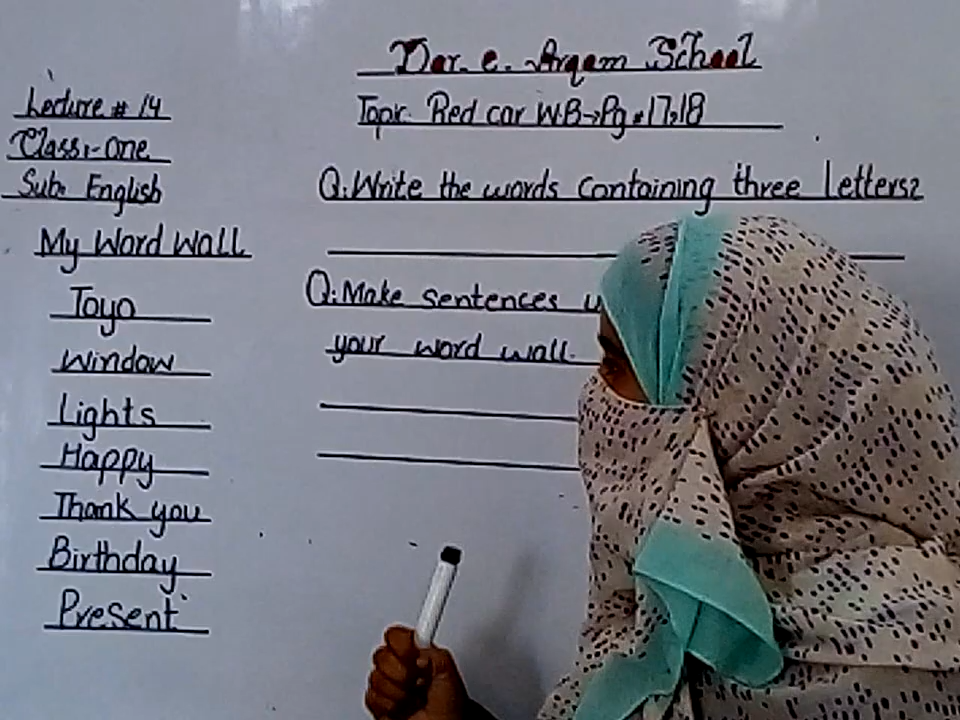 Dar. e. Arqam School
Lecture # 14
Class:- One
Sub: English
Topic. Red car W.B→Pg#17,18
Q:Write the words containing three letters?
My Word Wall
Toyo
Window
Lights
Happy
Thank you
Birthday
Present
Q:Make sentences
your word wall.